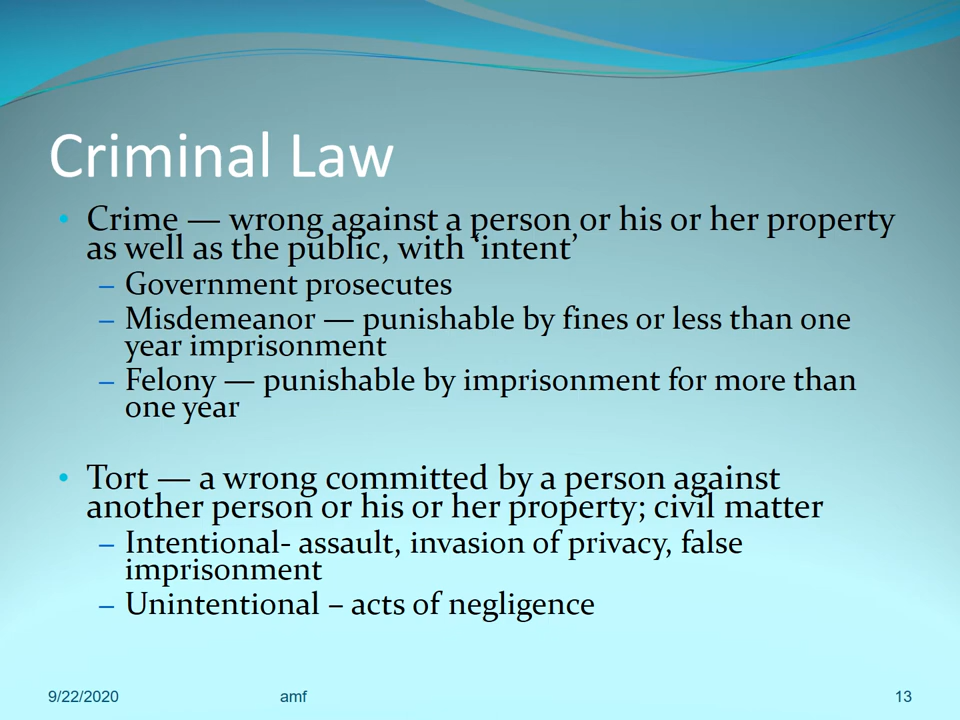 Criminal Law
• Crime — wrong against a person or his or her property
as well as the public, with ‘intent’
– Government prosecutes
– Misdemeanor — punishable by fines or less than one
year imprisonment
– Felony — punishable by imprisonment for more than
one year
• Tort — a wrong committed by a person against
another person or his or her property; civil matter
– Intentional- assault, invasion of privacy, false
imprisonment
– Unintentional – acts of negligence
9/22/2020 amf 13